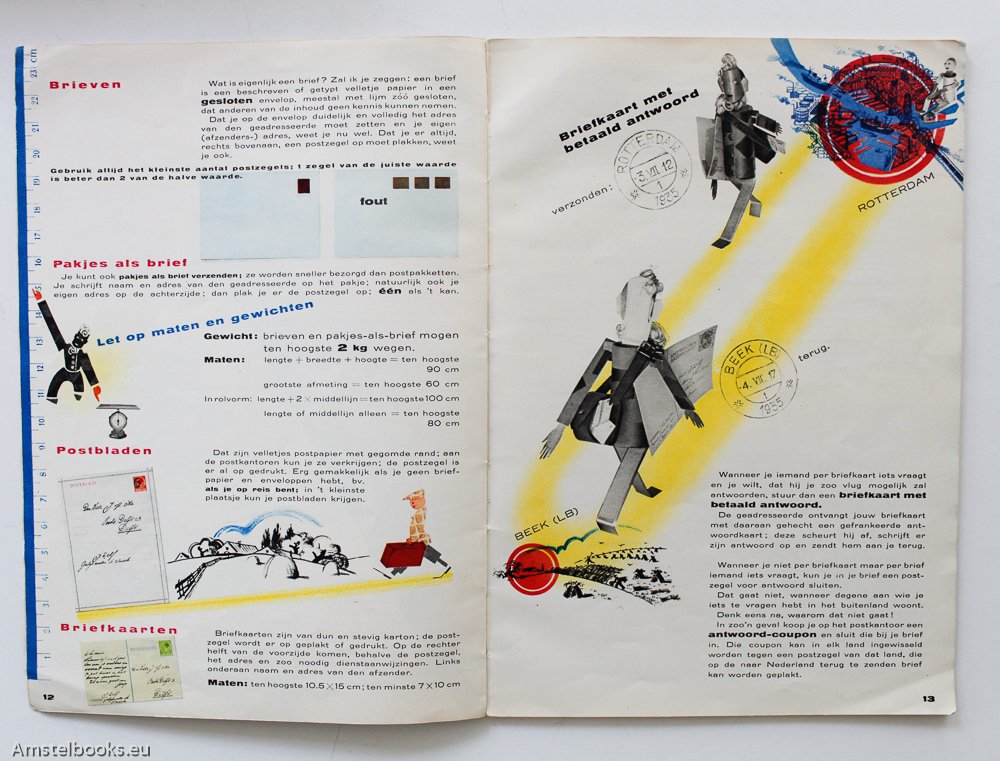 23 cm
22
21
20
19
18
17
16
15
14
13
12
11
10
9
8
7
6
5
4
3
2
1
Brieven
Wat is eigenlijk een brief? Zal ik je zeggen: een brief
is een beschreven of getypt velletje papier in een
gesloten envelop, meestal met lijm zóó gesloten,
dat anderen van de inhoud geen kennis kunnen nemen.
Dat je op de envelop duidelijk en volledig het adres
van den geadresseerde moet zetten en je eigen
(afzenders-) adres, weet je nu wel. Dat je er altijd,
rechts bovenaan, een postzegel op moet plakken, weet
je ook.
Gebruik altijd het kleinste aantal postzegels; 1 zegel van de juiste waarde
is beter dan 2 van de halve waarde.
fout
Pakjes als brief
Je kunt ook pakjes als brief verzenden; ze worden sneller bezorgd dan postpakketten.
Je schrijft naam en adres van den geadresseerde op het pakje; natuurlijk ook je
eigen adres op de achterzijde; dan plak je er de postzegel op; één als 't kan.
Let op maten en gewichten
Gewicht: brieven en pakjes-als-brief mogen
ten hoogste 2 kg wegen.
Maten: lengte + breedte + hoogte = ten hoogste
90 cm
grootste afmeting = ten hoogste 60 cm
In rolvorm: lengte + 2 × middellijn = ten hoogste 100 cm
lengte of middellijn alleen = ten hoogste
80 cm
Postbladen
Dat zijn velletjes postpapier met gegomde rand; aan
de postkantoren kun je ze verkrijgen; de postzegel is
er al op gedrukt. Erg gemakkelijk als je geen brief-
papier en enveloppen hebt, bv.
als je op reis bent; in 't kleinste
plaatsje kun je postbladen krijgen.
POSTBLAD
Briefkaarten
Briefkaarten zijn van dun en stevig karton; de post-
zegel wordt er op geplakt of gedrukt. Op de rechter
helft van de voorzijde komen, behalve de postzegel,
het adres en zoo noodig dienstaanwijzingen. Links
onderaan naam en adres van den afzender.
Maten: ten hoogste 10.5 × 15 cm; ten minste 7 × 10 cm
12
Briefkaart met
betaald antwoord
verzonden:
ROTTERDAM
3.VII.12
1
1935
ROTTERDAM
BEEK (LB)
4.VII.17
1
1935
terug.
BEEK (LB)
Wanneer je iemand per briefkaart iets vraagt
en je wilt, dat hij je zoo vlug mogelijk zal
antwoorden, stuur dan een briefkaart met
betaald antwoord.
De geadresseerde ontvangt jouw briefkaart
met daaraan gehecht een gefrankeerde ant-
woordkaart; deze scheurt hij af, schrijft er
zijn antwoord op en zendt hem aan je terug.
Wanneer je niet per briefkaart maar per brief
iemand iets vraagt, kun je in je brief een post-
zegel voor antwoord sluiten.
Dat gaat niet, wanneer degene aan wie je
iets te vragen hebt in het buitenland woont.
Denk eens na, waarom dat niet gaat!
In zoo'n geval koop je op het postkantoor een
antwoord-coupon en sluit die bij je brief
in. Die coupon kan in elk land ingewisseld
worden tegen een postzegel van dat land, die
op de naar Nederland terug te zenden brief
kan worden geplakt.
13
Amstelbooks.eu